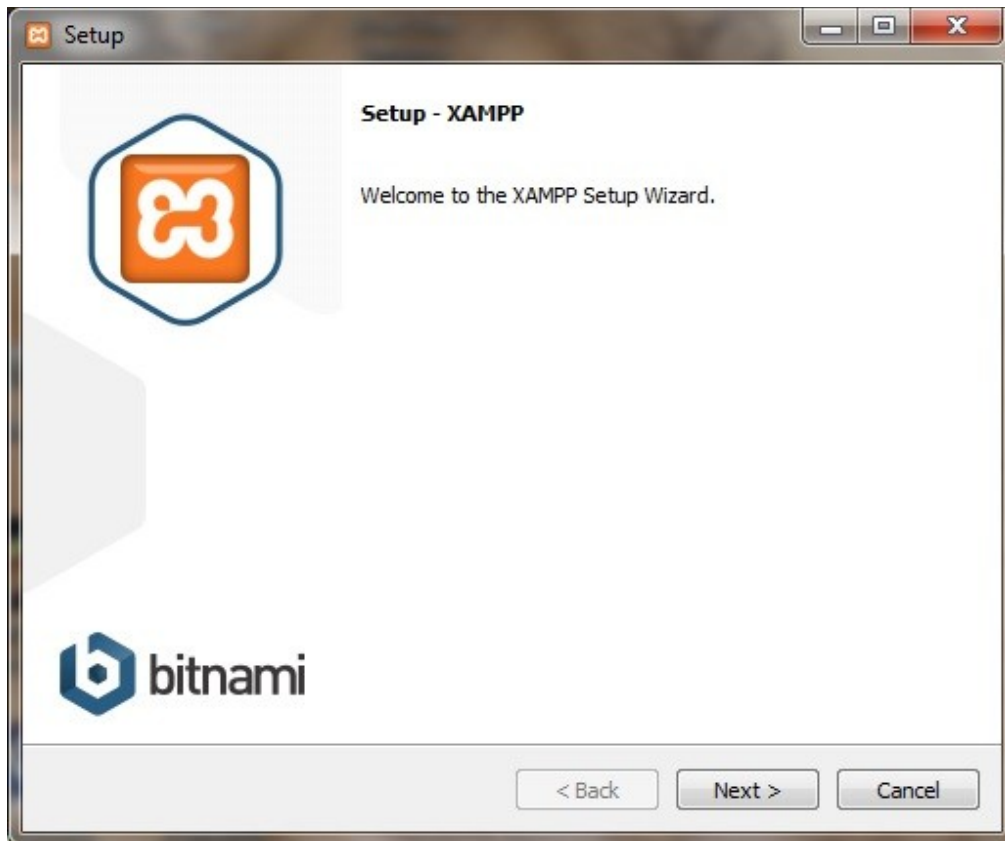 Setup
Setup - XAMPP
Welcome to the XAMPP Setup Wizard.
bitnami
< Back
Next >
Cancel